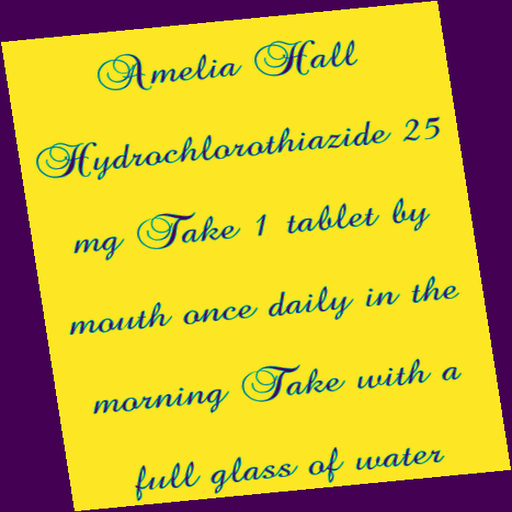 Amelia Hall
Hydrochlorothiazide 25
mg Take 1 tablet by
mouth once daily in the
morning Take with a
full glass of water